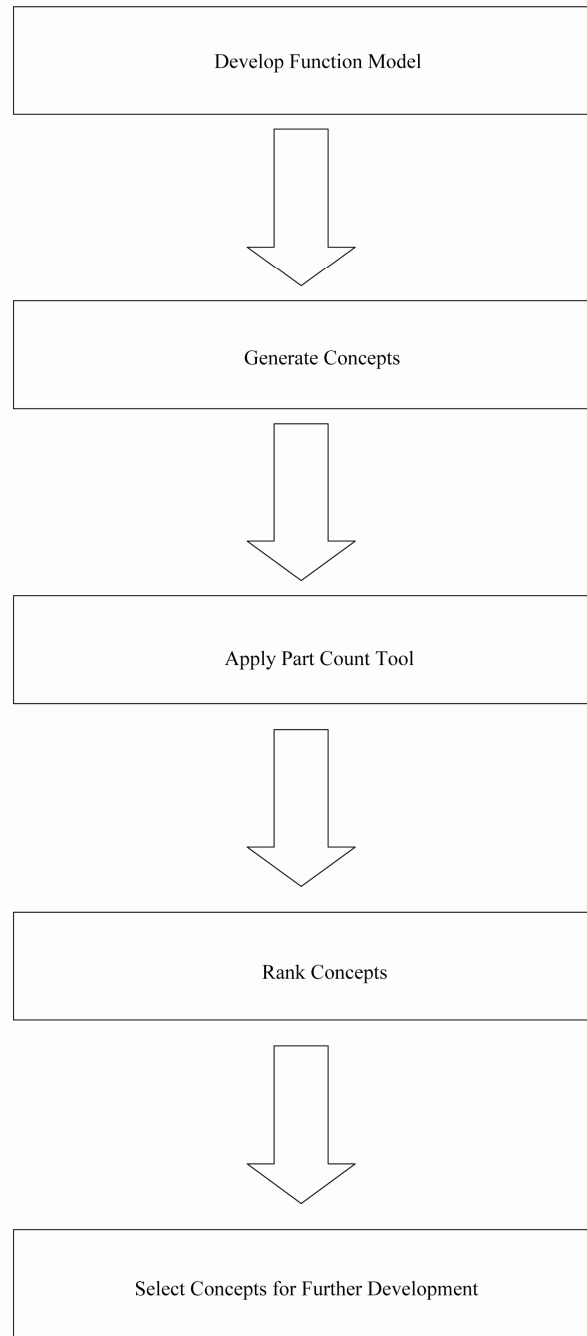 Develop Function Model
Generate Concepts
Apply Part Count Tool
Rank Concepts
Select Concepts for Further Development